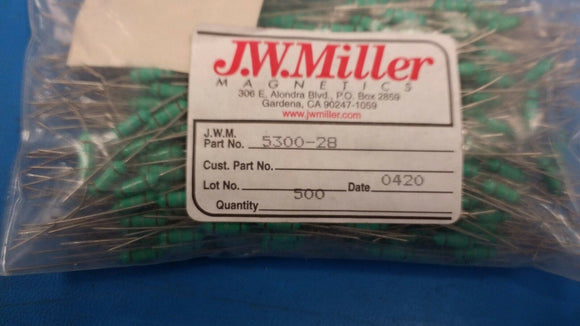 J.W.Miller
MAGNETICS
306 E. Alondra Blvd., P.O. Box 2859
Gardena, CA 90247-1059
www.jwmiller.com
J.W.M.
Part No. 5300-28
Cust. Part No.
Lot No. Date 0420
Quantity 500